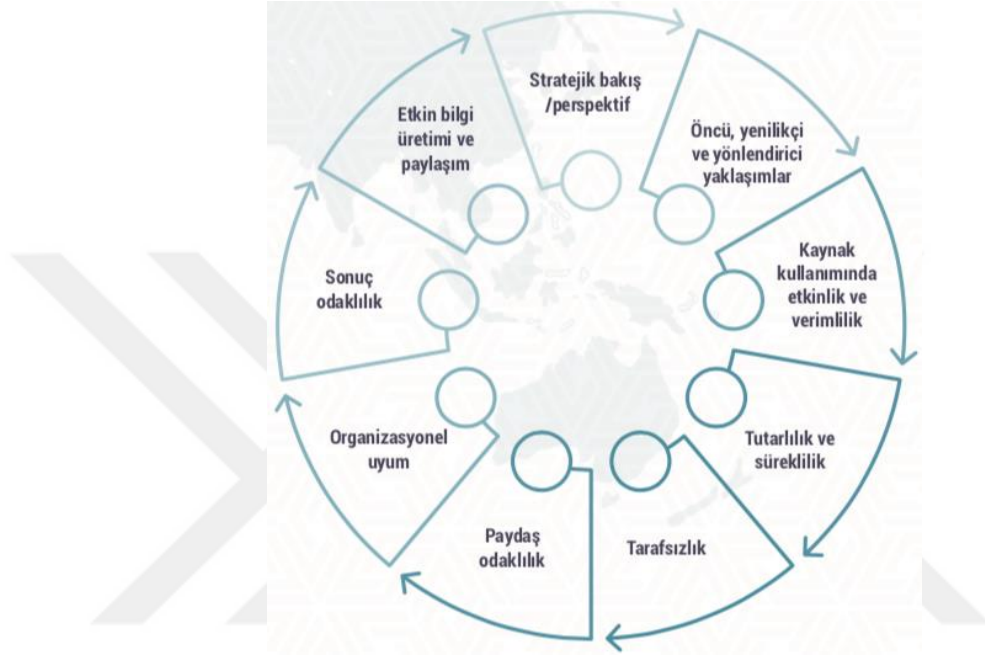 Stratejik bakış
/perspektif
Öncü, yenilikçi
ve yönlendirici
yaklaşımlar
Kaynak
kullanımında
etkinlik ve
verimlilik
Tutarlılık ve
süreklilik
Tarafsızlık
Paydaş
odaklılık
Organizasyonel
uyum
Sonuç
odaklılık
Etkin bilgi
üretimi ve
paylaşım